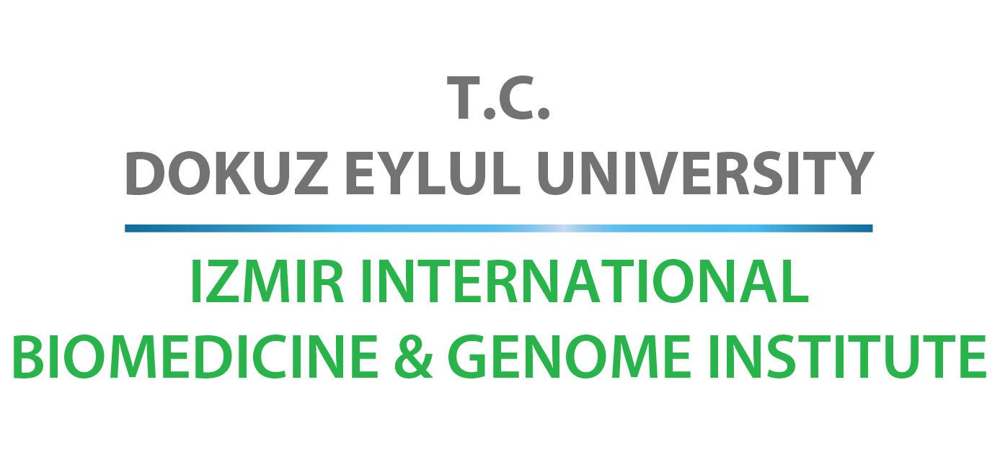 T.C.
DOKUZ EYLUL UNIVERSITY
IZMIR INTERNATIONAL
BIOMEDICINE & GENOME INSTITUTE